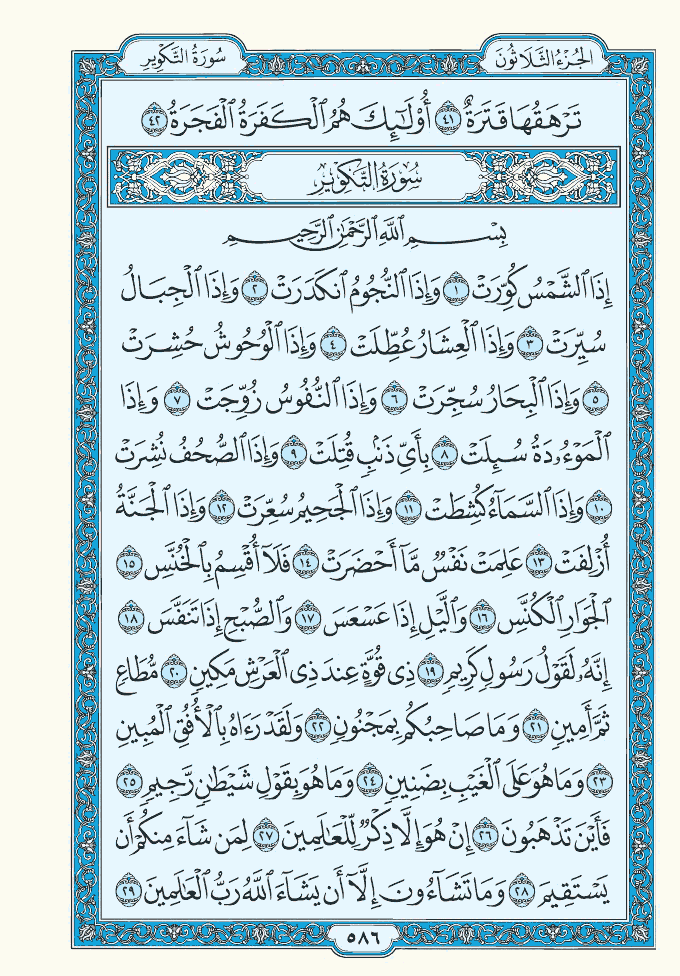 سُورَةُ التَّكْوِيرِ الجُزْءُ الثَّلَاثُونَ
تَرْهَقُهَا قَتَرَةٌ ٤١ أُوْلَٰٓئِكَ هُمُ ٱلْكَفَرَةُ ٱلْفَجَرَةُ ٤٢
سُورَةُ التَّكْوِيرِ
بِسْمِ ٱللَّهِ ٱلرَّحْمَٰنِ ٱلرَّحِيمِ
إِذَا ٱلشَّمْسُ كُوِّرَتْ ١ وَإِذَا ٱلنُّجُومُ ٱنكَدَرَتْ ٢ وَإِذَا ٱلْجِبَالُ
سُيِّرَتْ ٣ وَإِذَا ٱلْعِشَارُ عُطِّلَتْ ٤ وَإِذَا ٱلْوُحُوشُ حُشِرَتْ
٥ وَإِذَا ٱلْبِحَارُ سُجِّرَتْ ٦ وَإِذَا ٱلنُّفُوسُ زُوِّجَتْ ٧ وَإِذَا
ٱلْمَوْءُۥدَةُ سُئِلَتْ ٨ بِأَيِّ ذَنۢبٍ قُتِلَتْ ٩ وَإِذَا ٱلصُّحُفُ نُشِرَتْ
١٠ وَإِذَا ٱلسَّمَآءُ كُشِطَتْ ١١ وَإِذَا ٱلْجَحِيمُ سُعِّرَتْ ١٢ وَإِذَا ٱلْجَنَّةُ
أُزْلِفَتْ ١٣ عَلِمَتْ نَفْسٌ مَّآ أَحْضَرَتْ ١٤ فَلَآ أُقْسِمُ بِٱلْخُنَّسِ ١٥
ٱلْجَوَارِ ٱلْكُنَّسِ ١٦ وَٱلَّيْلِ إِذَا عَسْعَسَ ١٧ وَٱلصُّبْحِ إِذَا تَنَفَّسَ ١٨
إِنَّهُۥ لَقَوْلُ رَسُولٍ كَرِيمٍ ١٩ ذِى قُوَّةٍ عِندَ ذِى ٱلْعَرْشِ مَكِينٍ ٢٠ مُّطَاعٍ
ثَمَّ أَمِينٍ ٢١ وَمَا صَاحِبُكُم بِمَجْنُونٍ ٢٢ وَلَقَدْ رَءَاهُ بِٱلْأُفُقِ ٱلْمُبِينِ
٢٣ وَمَا هُوَ عَلَى ٱلْغَيْبِ بِضَنِينٍ ٢٤ وَمَا هُوَ بِقَوْلِ شَيْطَٰنٍ رَّجِيمٍ ٢٥
فَأَيْنَ تَذْهَبُونَ ٢٦ إِنْ هُوَ إِلَّا ذِكْرٌ لِّلْعَٰلَمِينَ ٢٧ لِمَن شَآءَ مِنكُمْ أَن
يَسْتَقِيمَ ٢٨ وَمَا تَشَآءُونَ إِلَّآ أَن يَشَآءَ ٱللَّهُ رَبُّ ٱلْعَٰلَمِينَ ٢٩
٥٨٦